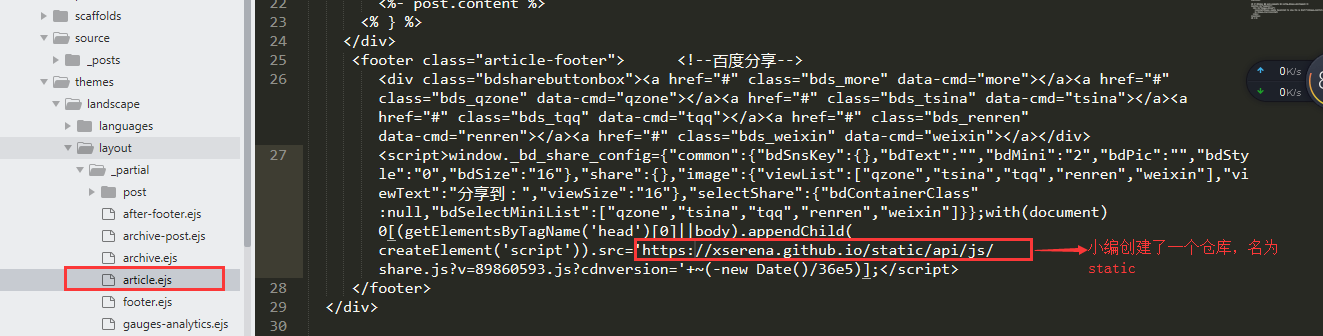 scaffolds
source
_posts
themes
landscape
languages
layout
_partial
post
after-footer.ejs
archive-post.ejs
archive.ejs
article.ejs
footer.ejs
gauges-analytics.ejs
22 <%- post.content %>
23 <% } %>
24 </div>
25 <footer class="article-footer"> <!--百度分享-->
26 <div class="bdsharebuttonbox"><a href="#" class="bds_more" data-cmd="more"></a><a href="#"
class="bds_qzone" data-cmd="qzone"></a><a href="#" class="bds_tsina" data-cmd="tsina"></a><a
href="#" class="bds_tqq" data-cmd="tqq"></a><a href="#" class="bds_renren"
data-cmd="renren"></a><a href="#" class="bds_weixin" data-cmd="weixin"></a></div>
27 <script>window._bd_share_config={"common":{"bdSnsKey":{},"bdText":"","bdMini":"2","bdPic":"","bdSty
le":"0","bdSize":"16"},"share":{},"image":{"viewList":["qzone","tsina","tqq","renren","weixin"],"vi
ewText":"分享到：","viewSize":"16"},"selectShare":{"bdContainerClass"
:null,"bdSelectMiniList":["qzone","tsina","tqq","renren","weixin"]}};with(document)
0[(getElementsByTagName('head')[0]||body).appendChild(
createElement('script')).src='https://xserena.github.io/static/api/js/
share.js?v=89860593.js?cdnversion='+~(-new Date()/36e5)];</script>
28 </footer>
29 </div>
30
小编创建了一个仓库，名为
static
0K/s
0K/s